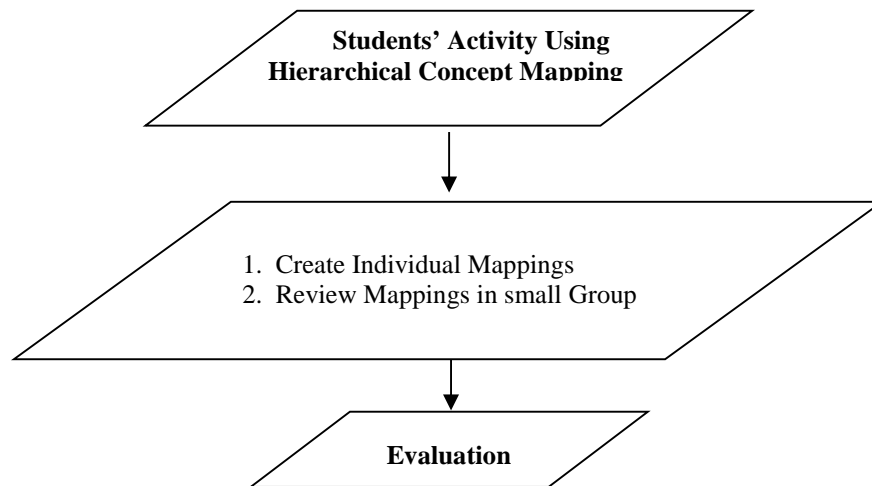 Students’ Activity Using
Hierarchical Concept Mapping
1. Create Individual Mappings
2. Review Mappings in small Group
Evaluation